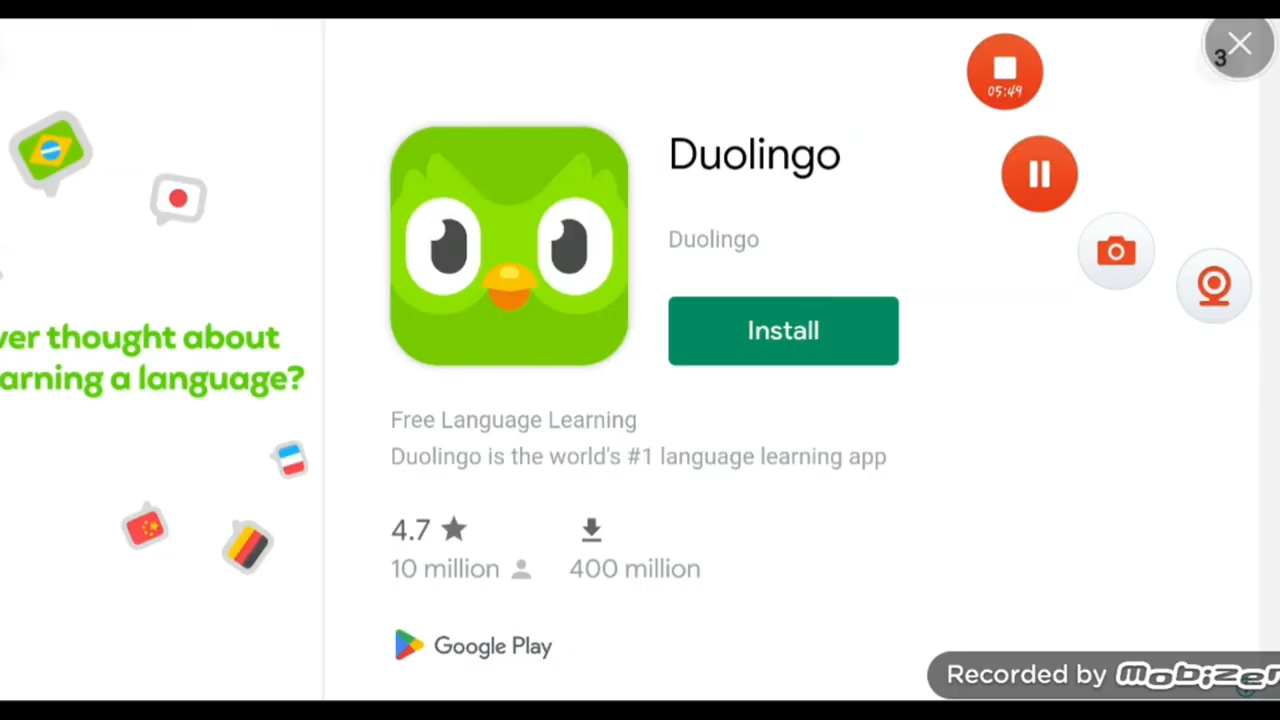 3
05:49
Duolingo
Duolingo
Install
ver thought about
arning a language?
Free Language Learning
Duolingo is the world's #1 language learning app
4.7
10 million
400 million
Google Play
Recorded by mobizen